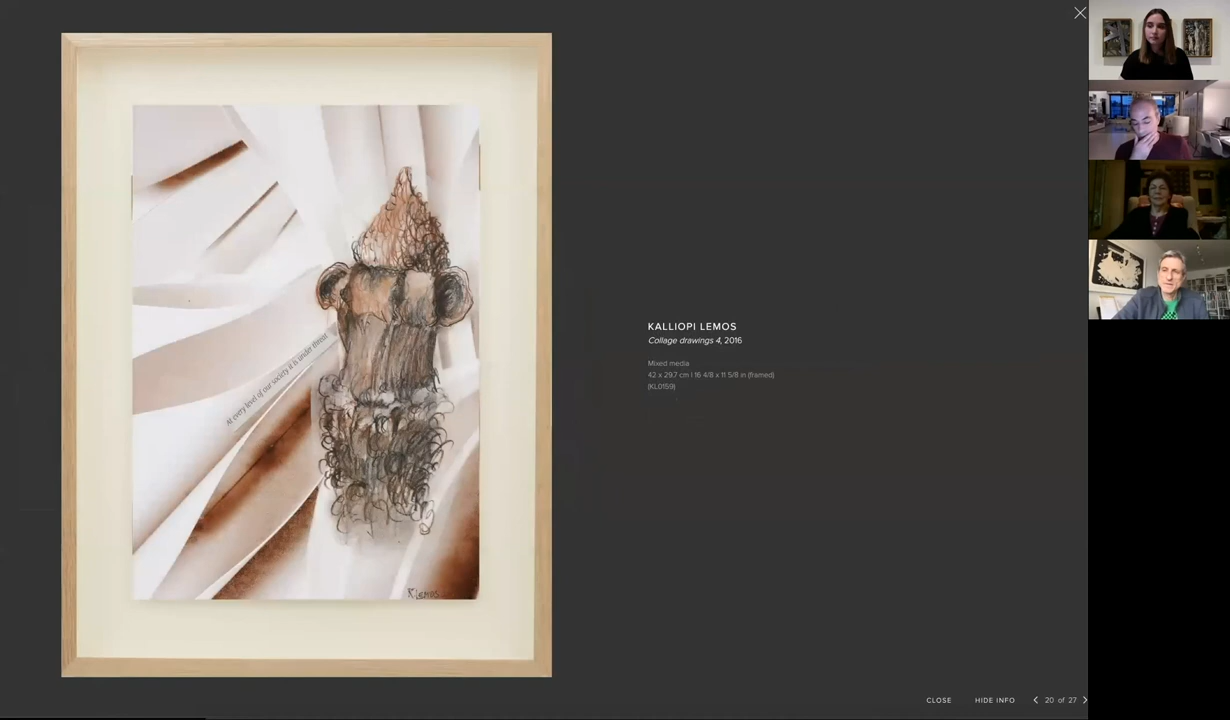 KALLIOPI LEMOS
Collage drawings 4, 2016
Mixed media
42 x 29.7 cm I 16 4/8 x 11 5/8 in (framed)
(KL0159)
At every level of our society it is under threat
K Lemos
CLOSE HIDE INFO 20 of 27